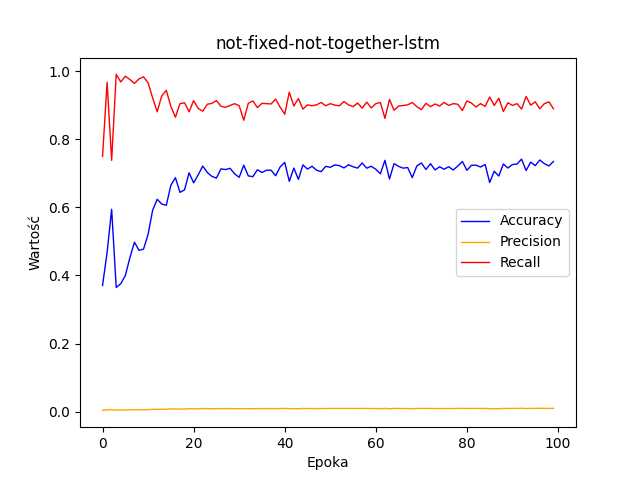 not-fixed-not-together-lstm
Wartość
1.0
0.8
0.6
0.4
0.2
0.0
Accuracy
Precision
Recall
0 20 40 60 80 100
Epoka